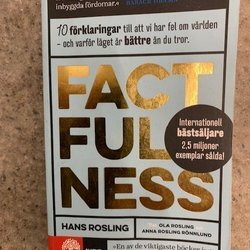 inbyggda fördomar.»
BARACK OBAMA
10 förklaringar till att vi har fel om världen
– och varför läget är bättre än du tror.
FACT
FUL
NESS
Internationell
bästsäljare
2,5 miljoner
exemplar sålda!
HANS ROSLING
OLA ROSLING
ANNA ROSLING RÖNNLUND
»En av de viktigaste böcker